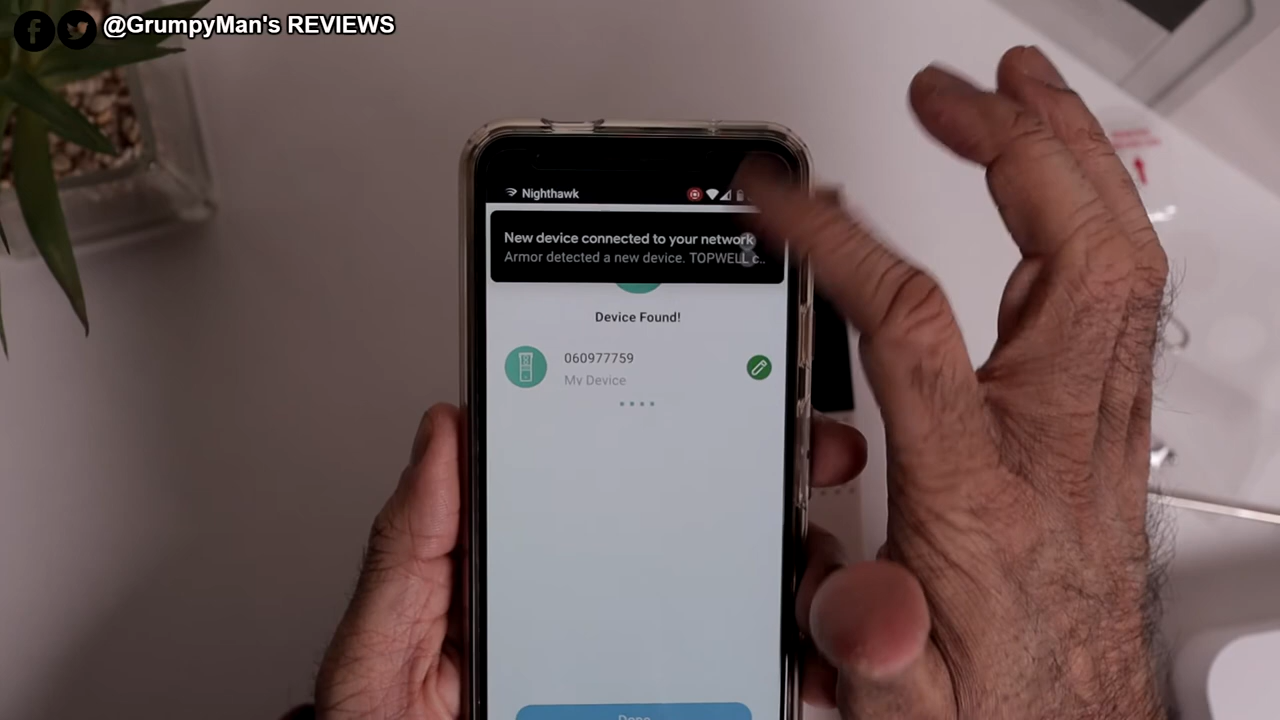 @GrumpyMan's REVIEWS
Nighthawk
New device connected to your network
Armor detected a new device. TOPWELL c..
Device Found!
060977759
My Device
Done